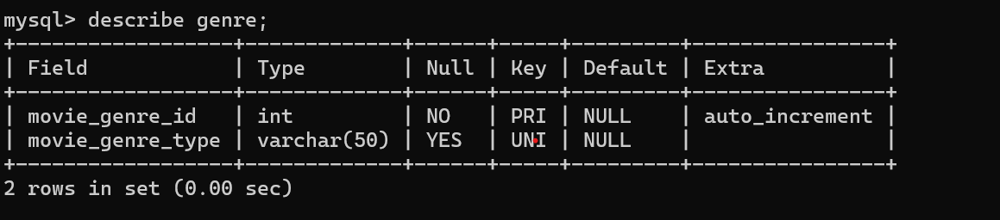 mysql> describe genre;
+------------------+-------------+------+-----+---------+----------------+
| Field            | Type        | Null | Key | Default | Extra          |
+------------------+-------------+------+-----+---------+----------------+
| movie_genre_id   | int         | NO   | PRI | NULL    | auto_increment |
| movie_genre_type | varchar(50) | YES  | UNI | NULL    |                |
+------------------+-------------+------+-----+---------+----------------+
2 rows in set (0.00 sec)